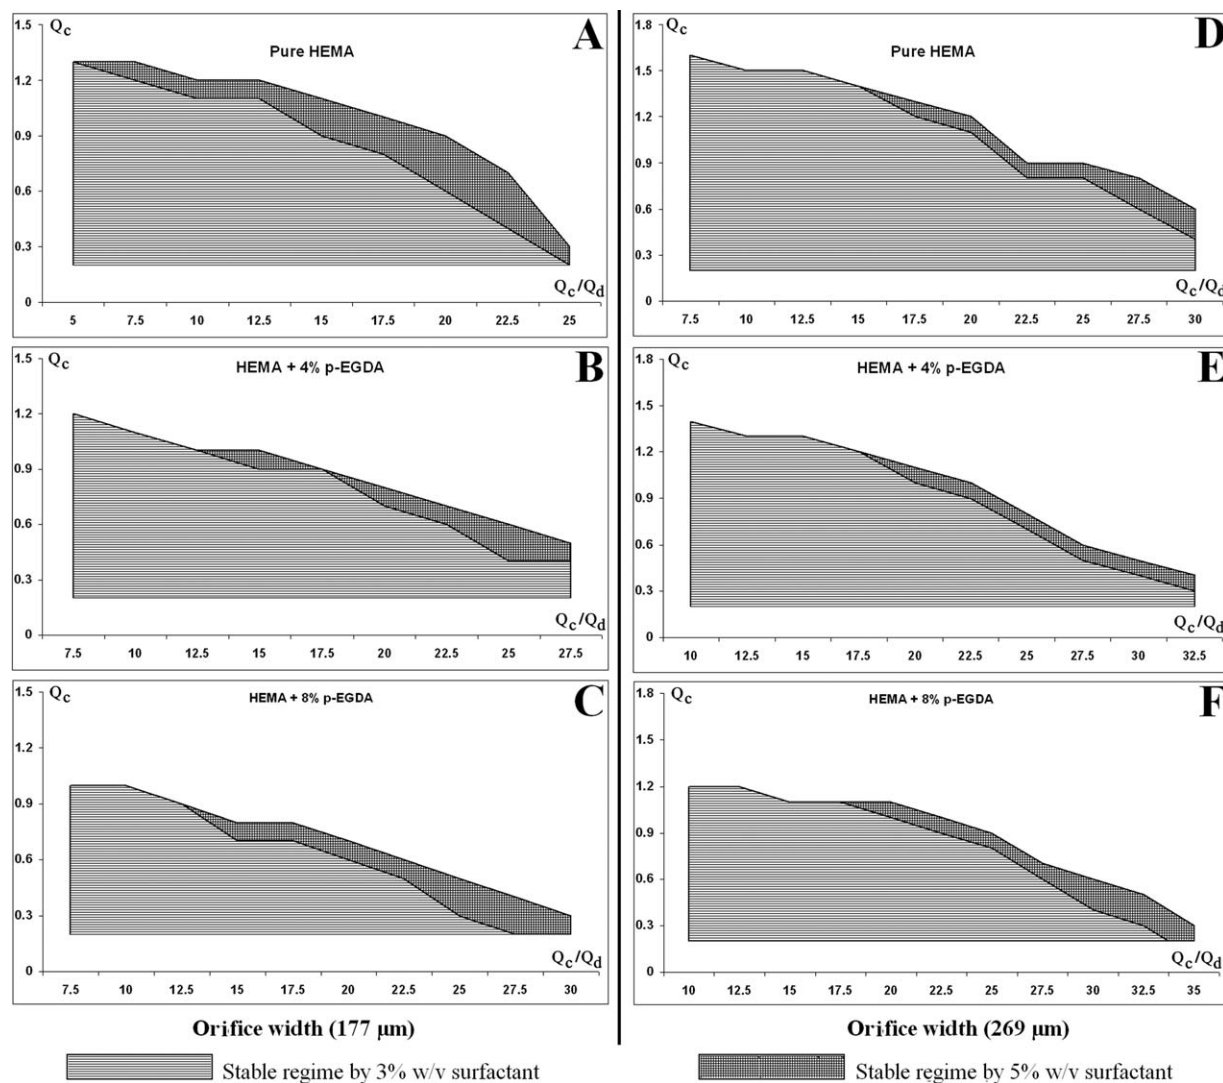 Qc
A
Pure HEMA
1.5
1.2
0.9
0.6
0.3
0
Qc/Qd
5 7.5 10 12.5 15 17.5 20 22.5 25
Qc
B
HEMA + 4% p-EGDA
1.5
1.2
0.9
0.6
0.3
0
Qc/Qd
7.5 10 12.5 15 17.5 20 22.5 25 27.5
Qc
C
HEMA + 8% p-EGDA
1.5
1.2
0.9
0.6
0.3
0
Qc/Qd
7.5 10 12.5 15 17.5 20 22.5 25 27.5 30
Orifice width (177 µm)
Qc
D
Pure HEMA
1.8
1.5
1.2
0.9
0.6
0.3
0
Qc/Qd
7.5 10 12.5 15 17.5 20 22.5 25 27.5 30
Qc
E
HEMA + 4% p-EGDA
1.8
1.5
1.2
0.9
0.6
0.3
0
Qc/Qd
10 12.5 15 17.5 20 22.5 25 27.5 30 32.5
Qc
F
HEMA + 8% p-EGDA
1.8
1.5
1.2
0.9
0.6
0.3
0
Qc/Qd
10 12.5 15 17.5 20 22.5 25 27.5 30 32.5 35
Orifice width (269 µm)
Stable regime by 3% w/v surfactant
Stable regime by 5% w/v surfactant